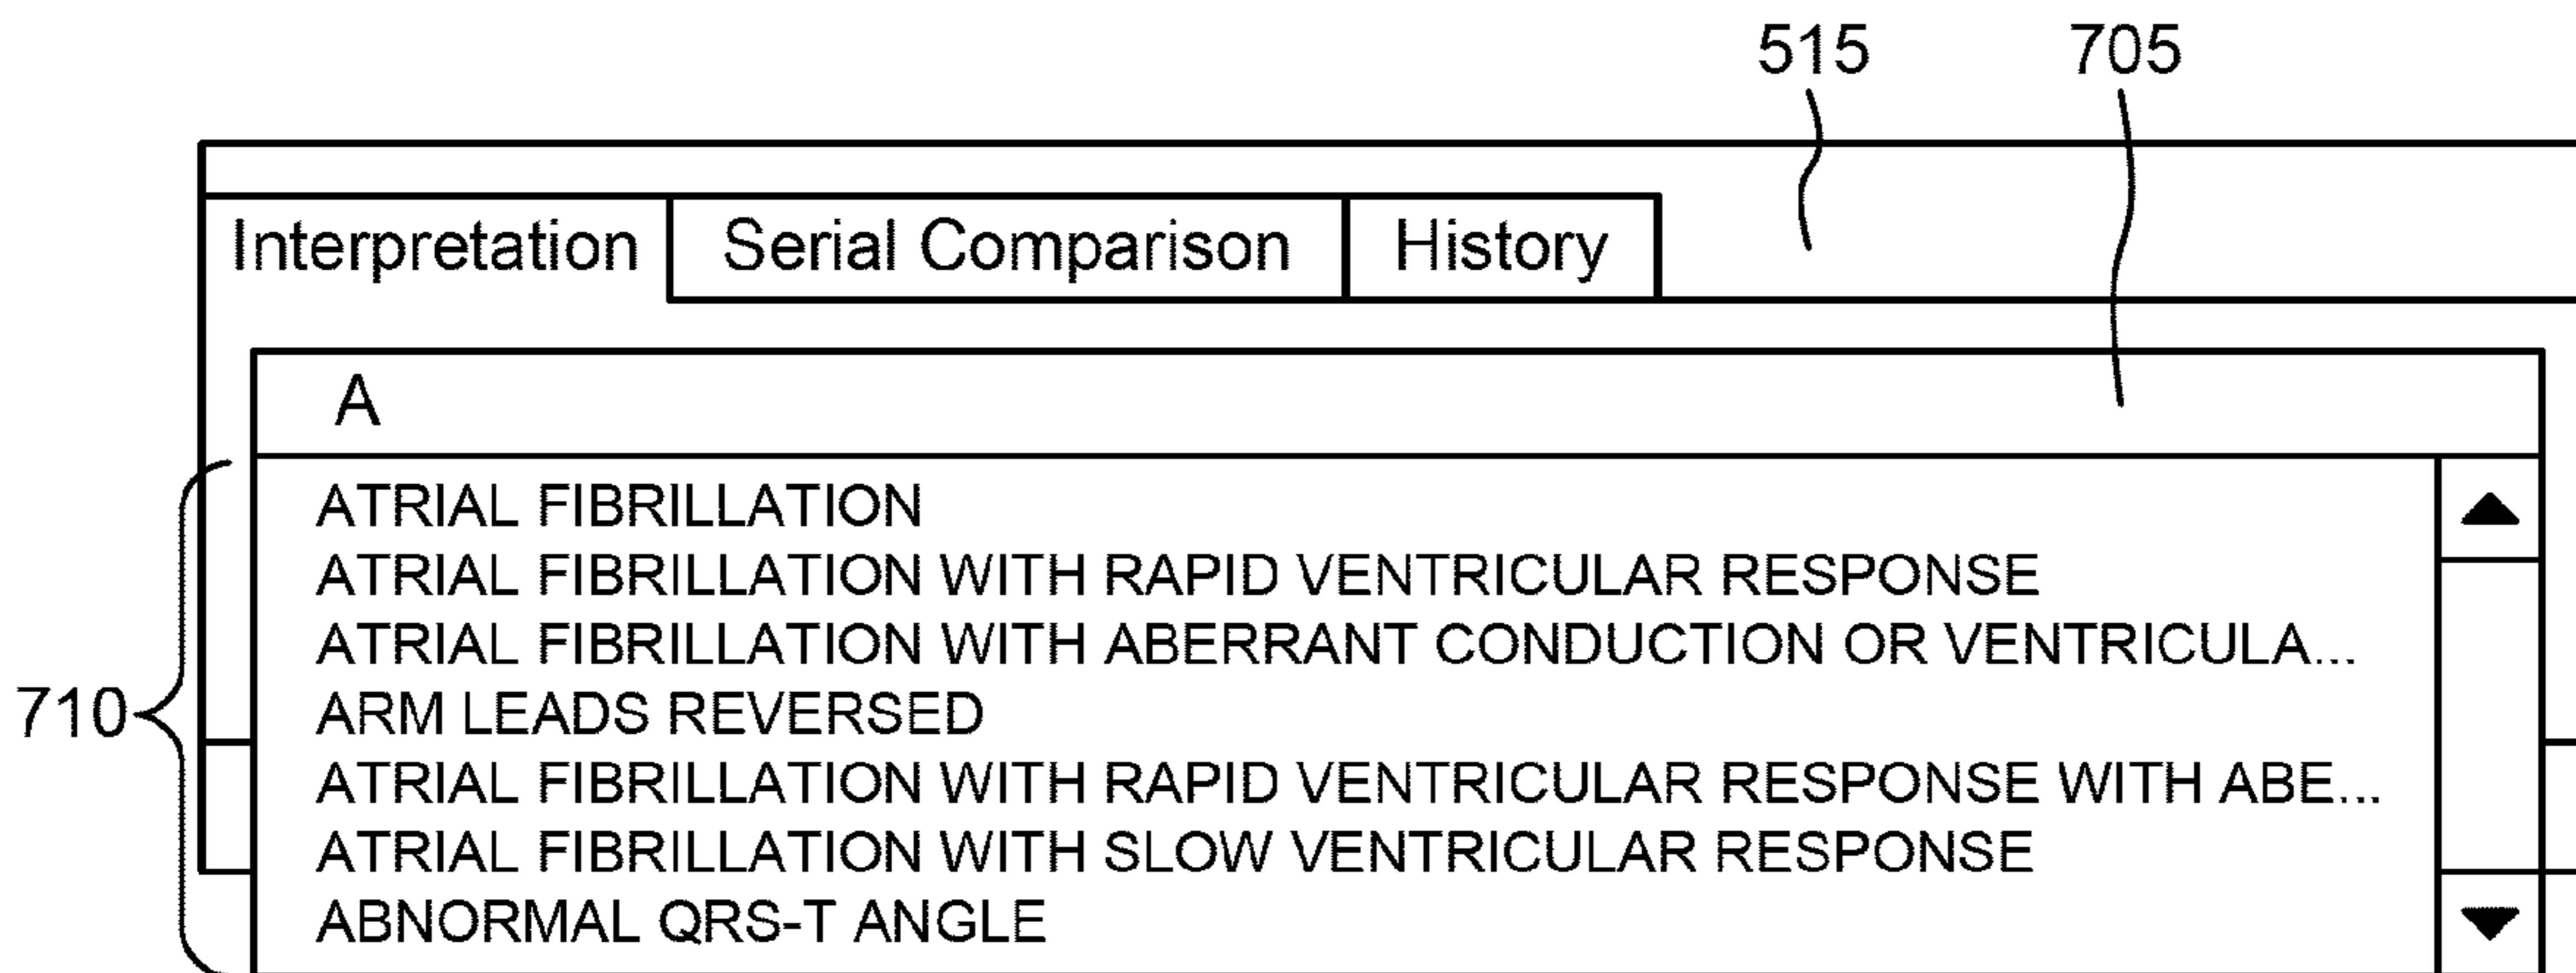 515 705
Interpretation Serial Comparison History
A
ATRIAL FIBRILLATION
ATRIAL FIBRILLATION WITH RAPID VENTRICULAR RESPONSE
ATRIAL FIBRILLATION WITH ABERRANT CONDUCTION OR VENTRICULA...
710 ARM LEADS REVERSED
ATRIAL FIBRILLATION WITH RAPID VENTRICULAR RESPONSE WITH ABE...
ATRIAL FIBRILLATION WITH SLOW VENTRICULAR RESPONSE
ABNORMAL QRS-T ANGLE